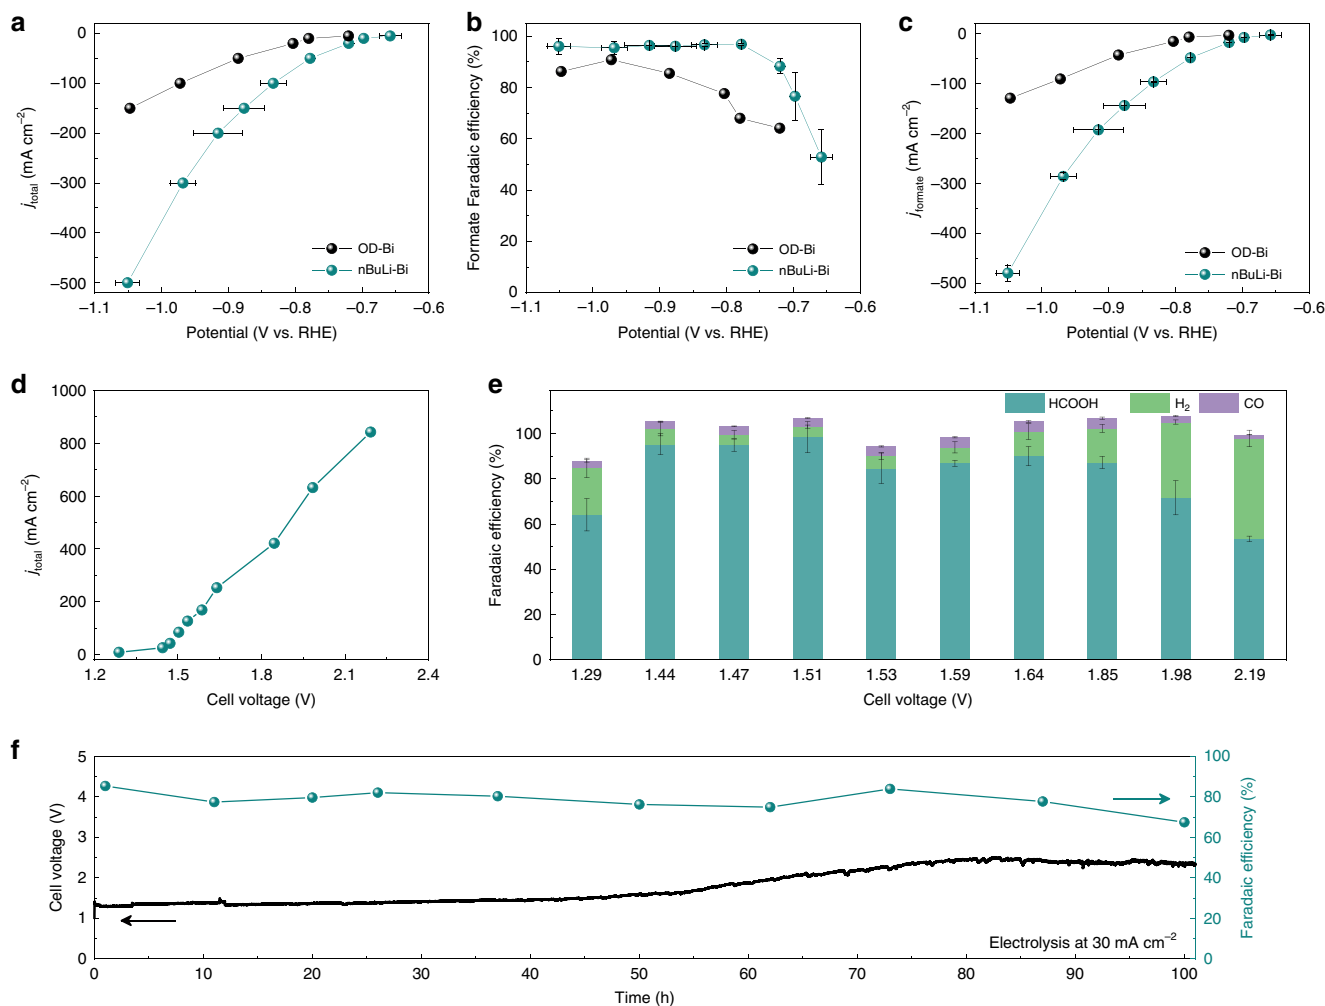 a
0
−100
−200
−300
−400
−500
j total (mA cm−2)
OD-Bi
nBuLi-Bi
−1.1 −1.0 −0.9 −0.8 −0.7 −0.6
Potential (V vs. RHE)
b
100
80
60
40
20
0
Formate Faradaic efficiency (%)
OD-Bi
nBuLi-Bi
−1.1 −1.0 −0.9 −0.8 −0.7 −0.6
Potential (V vs. RHE)
c
0
−100
−200
−300
−400
−500
j formate (mA cm−2)
OD-Bi
nBuLi-Bi
−1.1 −1.0 −0.9 −0.8 −0.7 −0.6
Potential (V vs. RHE)
d
1000
800
600
400
200
0
j total (mA cm−2)
1.2 1.5 1.8 2.1 2.4
Cell voltage (V)
e
HCOOH H2 CO
100
80
60
40
20
0
Faradaic efficiency (%)
1.29 1.44 1.47 1.51 1.53 1.59 1.64 1.85 1.98 2.19
Cell voltage (V)
f
5
4
3
2
1
0
Cell voltage (V)
100
80
60
40
20
0
Faradaic efficiency (%)
Electrolysis at 30 mA cm−2
0 10 20 30 40 50 60 70 80 90 100
Time (h)